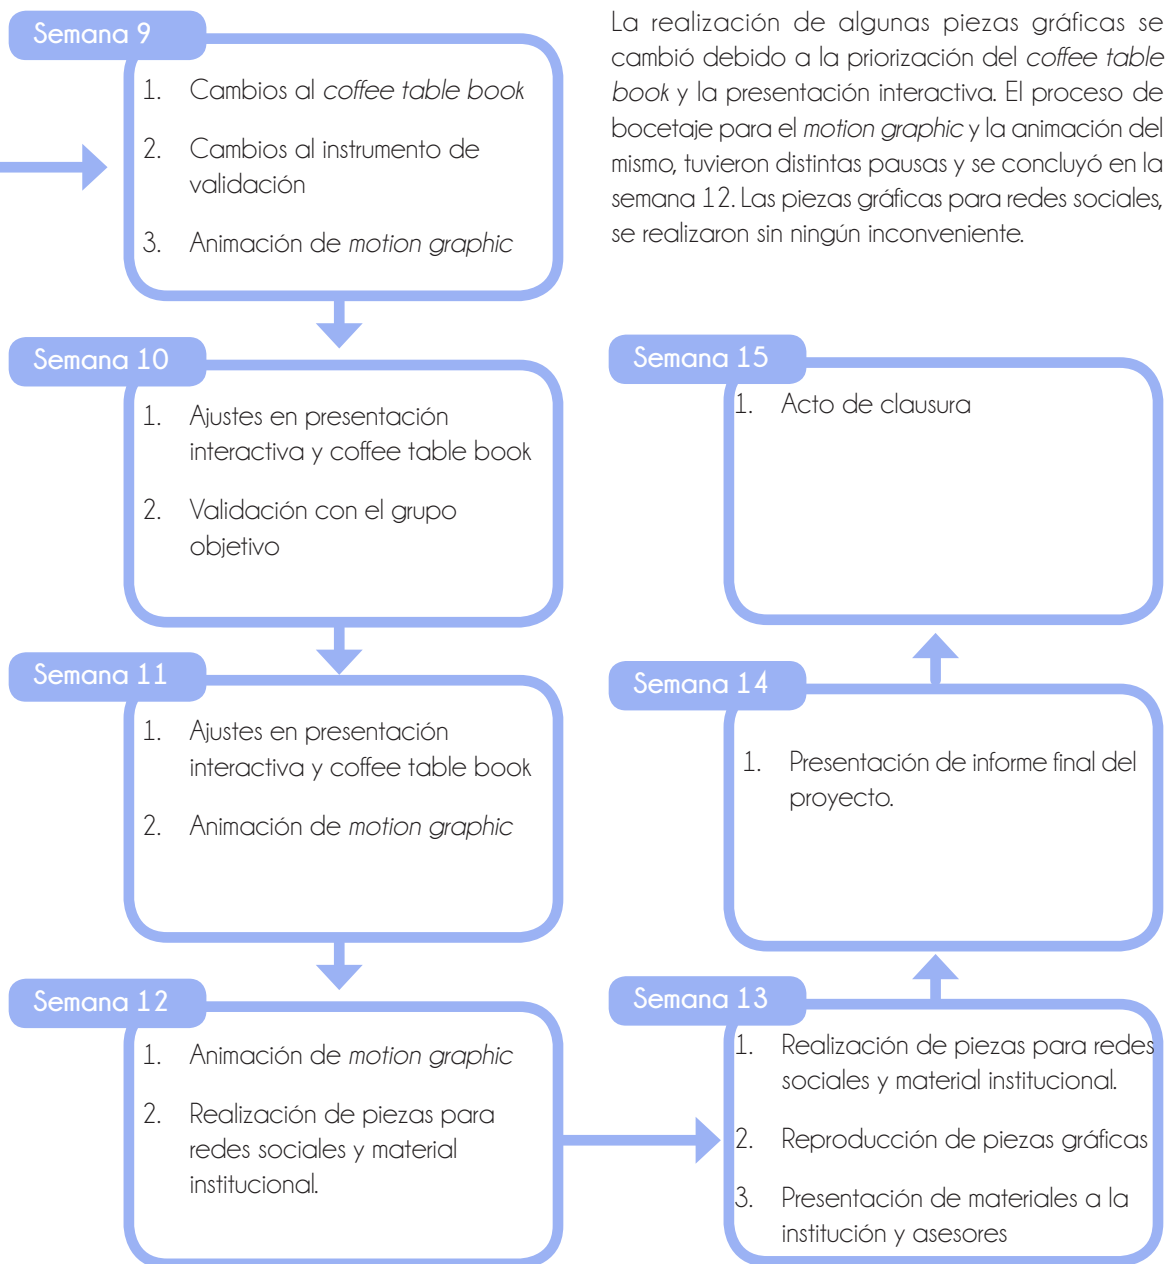 Semana 9
1. Cambios al coffee table book
2. Cambios al instrumento de
validación
3. Animación de motion graphic
Semana 10
1. Ajustes en presentación
interactiva y coffee table book
2. Validación con el grupo
objetivo
Semana 11
1. Ajustes en presentación
interactiva y coffee table book
2. Animación de motion graphic
Semana 12
1. Animación de motion graphic
2. Realización de piezas para
redes sociales y material
institucional.
La realización de algunas piezas gráficas se
cambió debido a la priorización del coffee table
book y la presentación interactiva. El proceso de
bocetaje para el motion graphic y la animación del
mismo, tuvieron distintas pausas y se concluyó en la
semana 12. Las piezas gráficas para redes sociales,
se realizaron sin ningún inconveniente.
Semana 15
1. Acto de clausura
Semana 14
1. Presentación de informe final del
proyecto.
Semana 13
1. Realización de piezas para redes
sociales y material institucional.
2. Reproducción de piezas gráficas
3. Presentación de materiales a la
institución y asesores